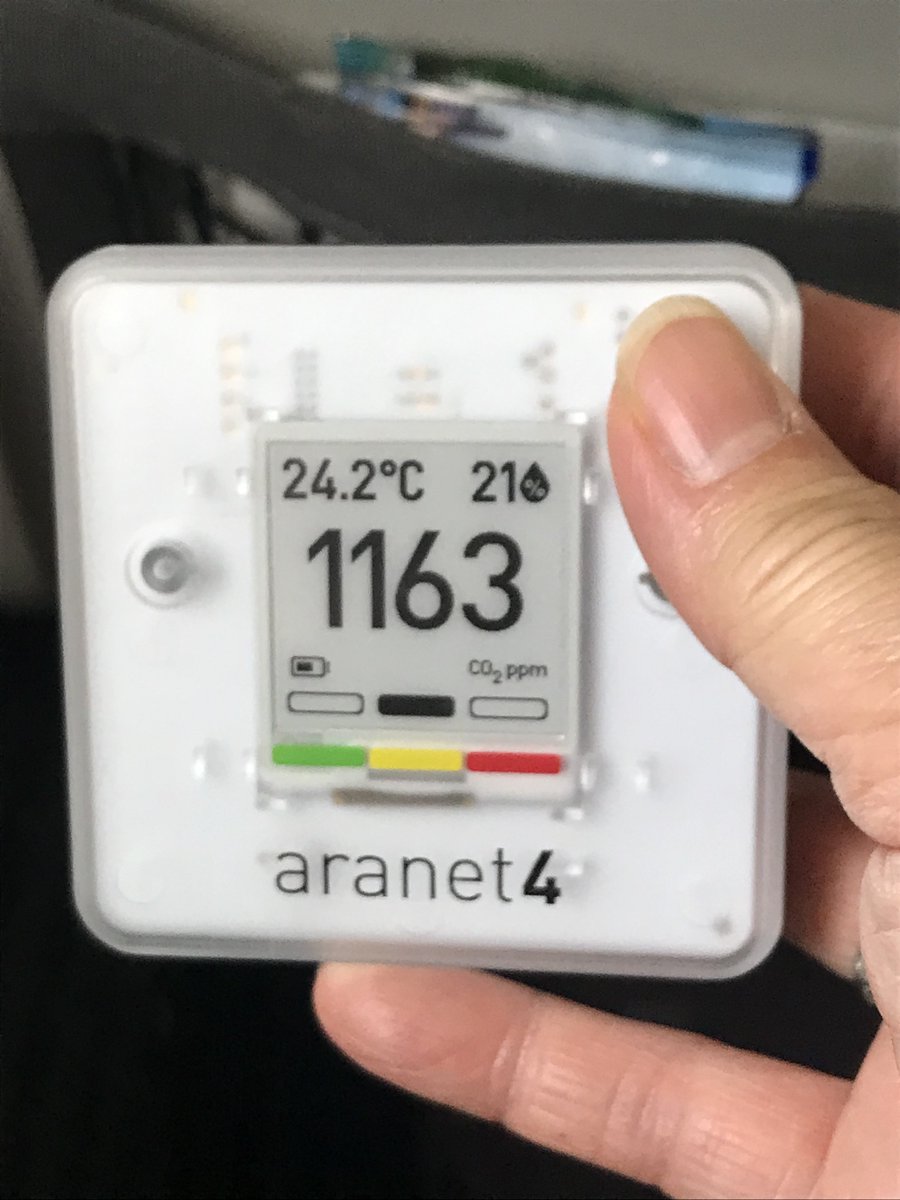 24.2°C 21%
1163
CO₂ ppm
aranet4